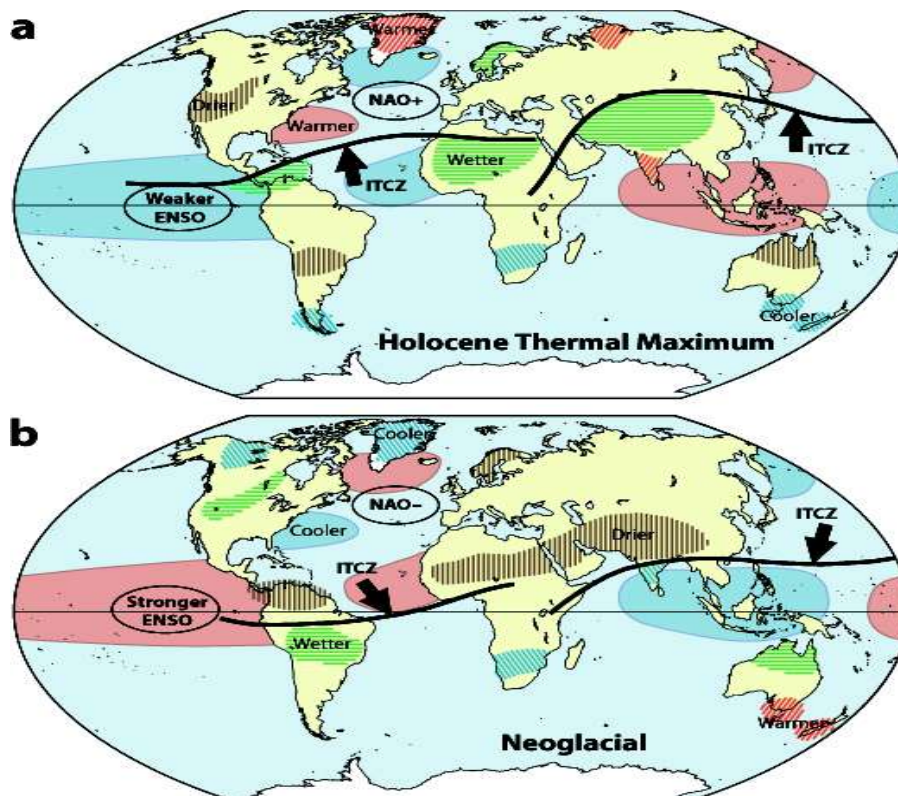 a
Warmer
NAO+
Drier
Warmer
Wetter
ITCZ
ITCZ
Weaker
ENSO
Cooler
Holocene Thermal Maximum
b
Cooler
NAO–
Cooler
Drier
ITCZ
ITCZ
Stronger
ENSO
Wetter
Warmer
Neoglacial